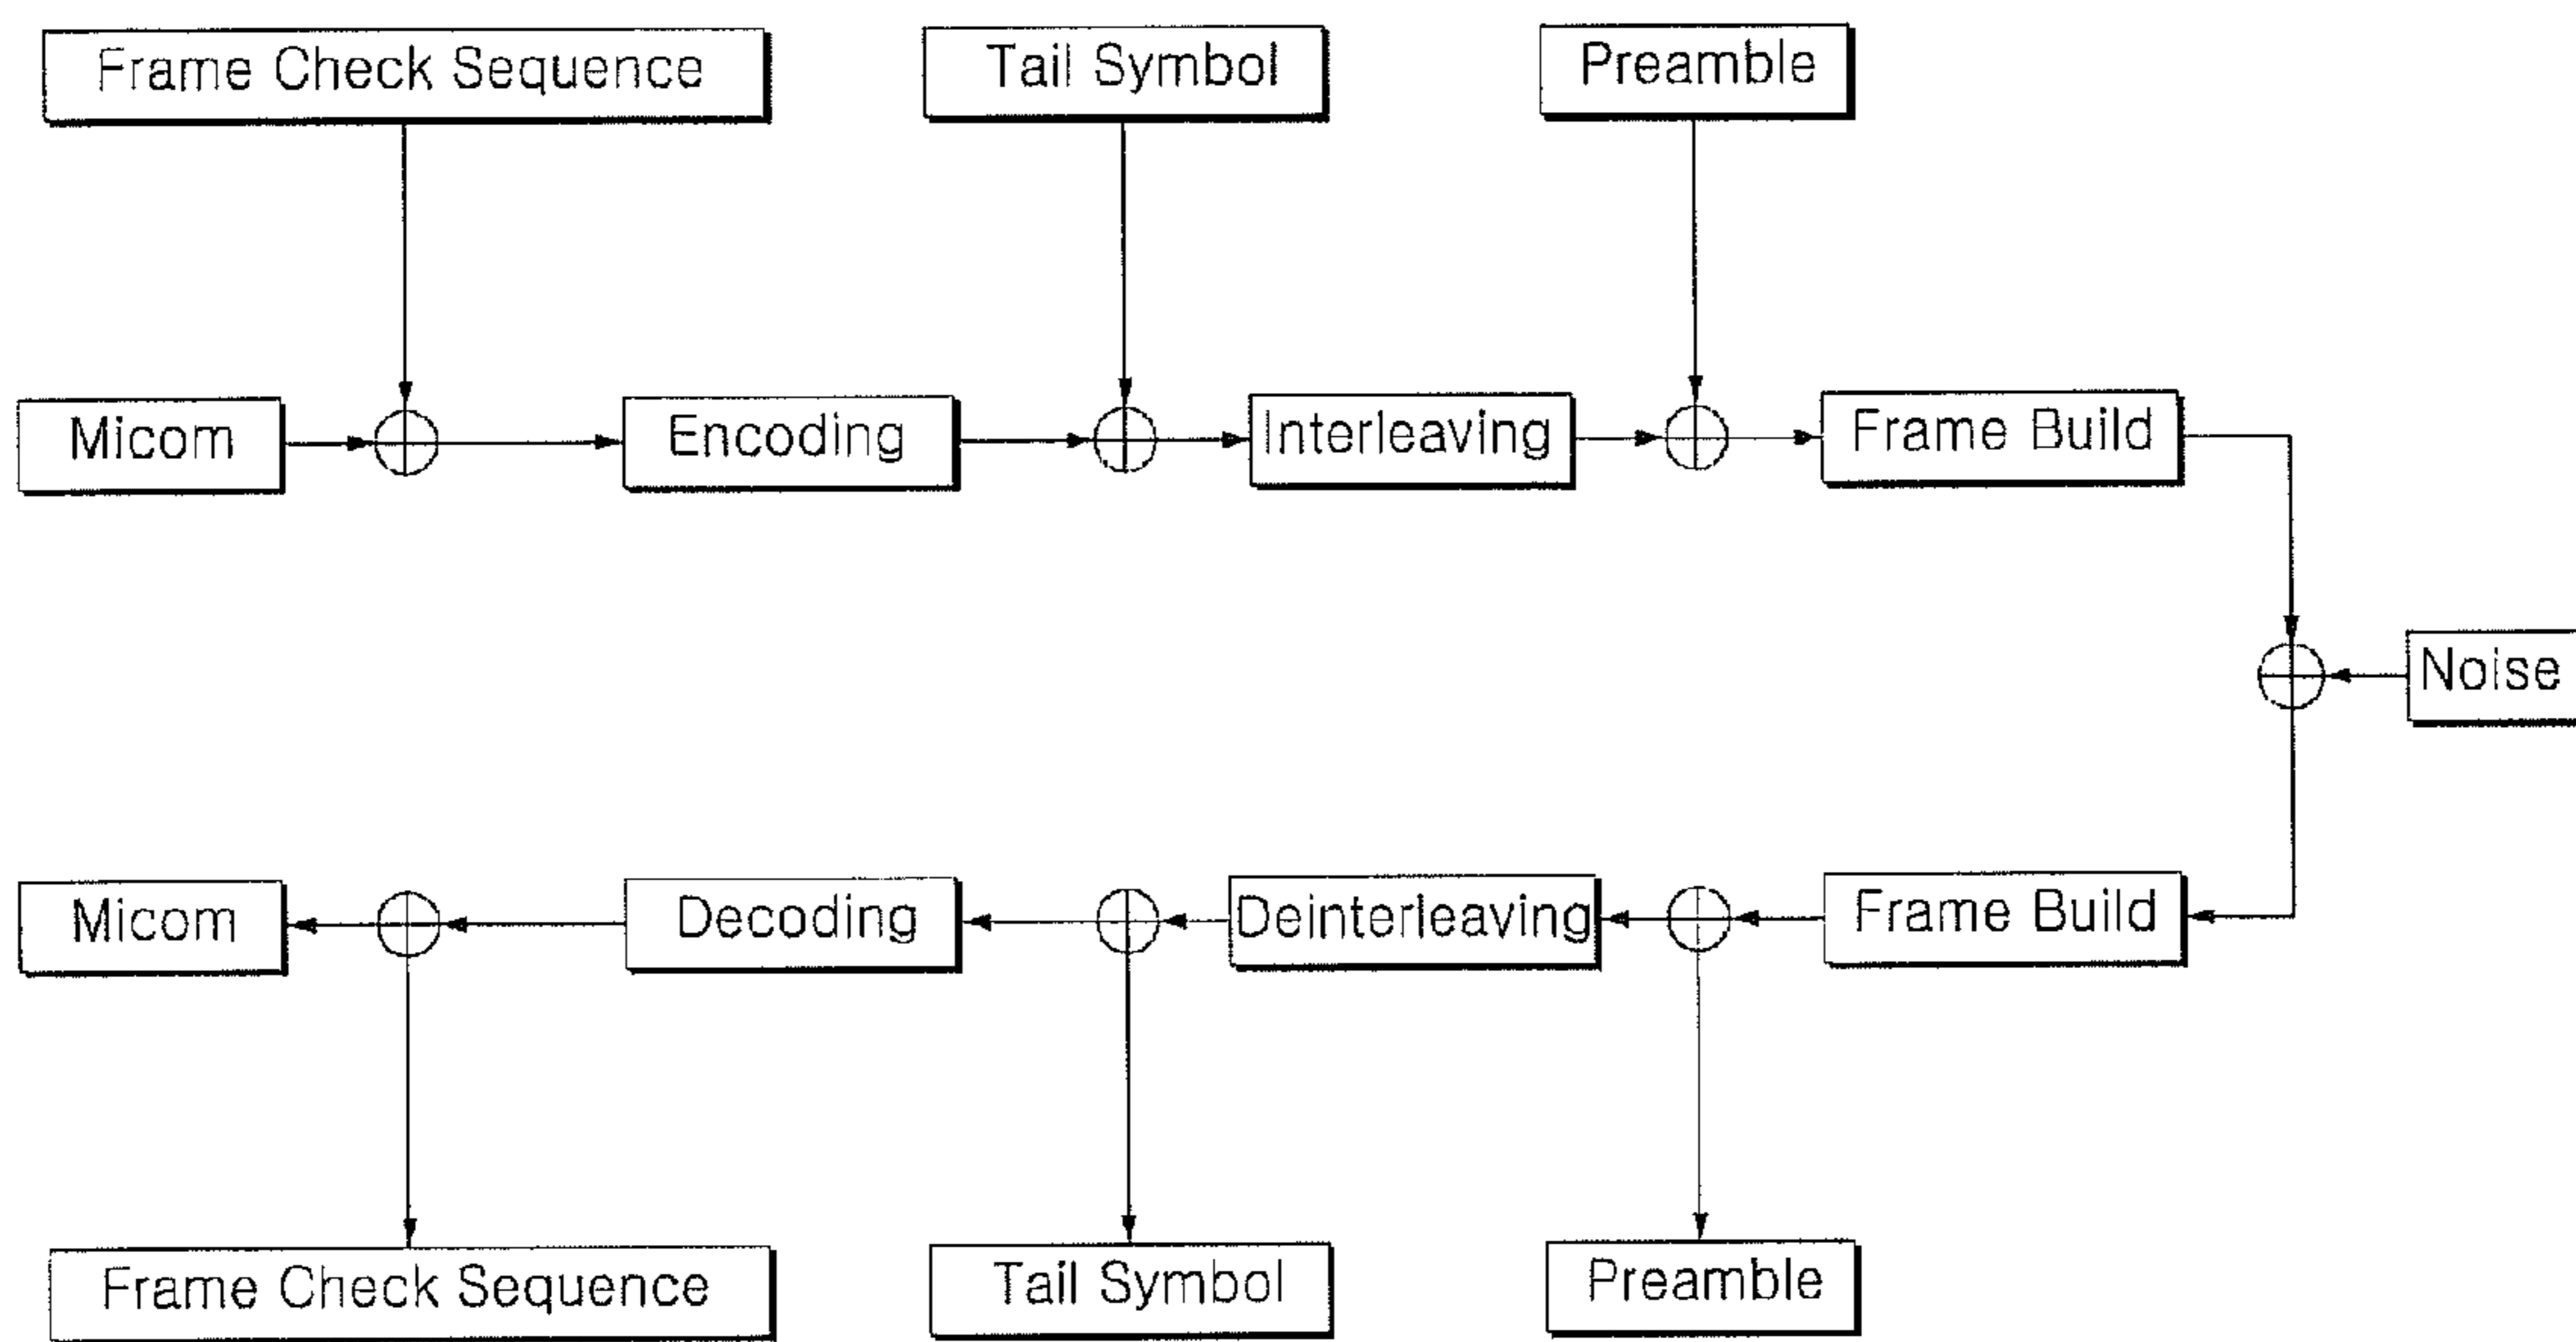 Frame Check Sequence
Tail Symbol
Preamble
Micom
Encoding
Interleaving
Frame Build
Noise
Micom
Decoding
Deinterleaving
Frame Build
Frame Check Sequence
Tail Symbol
Preamble